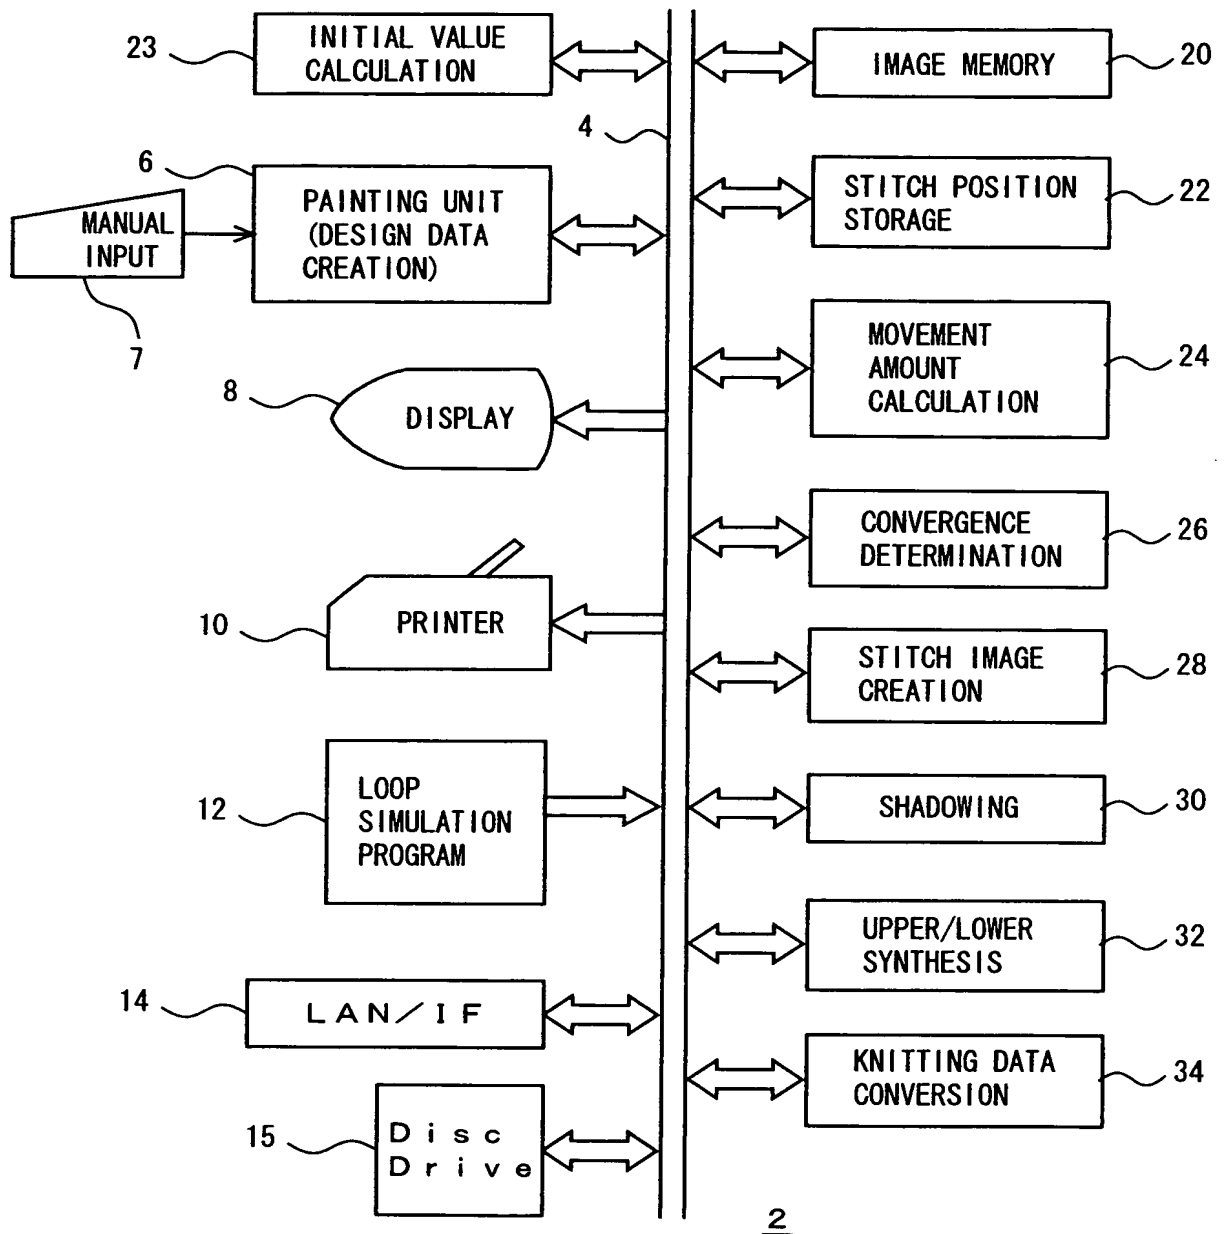 23
INITIAL VALUE
CALCULATION
IMAGE MEMORY
20
4
6
MANUAL
INPUT
7
PAINTING UNIT
(DESIGN DATA
CREATION)
STITCH POSITION
STORAGE
22
8
DISPLAY
MOVEMENT
AMOUNT
CALCULATION
24
CONVERGENCE
DETERMINATION
26
10
PRINTER
STITCH IMAGE
CREATION
28
12
LOOP
SIMULATION
PROGRAM
SHADOWING
30
UPPER/LOWER
SYNTHESIS
32
14
LAN/IF
KNITTING DATA
CONVERSION
34
15
Disc
Drive
2